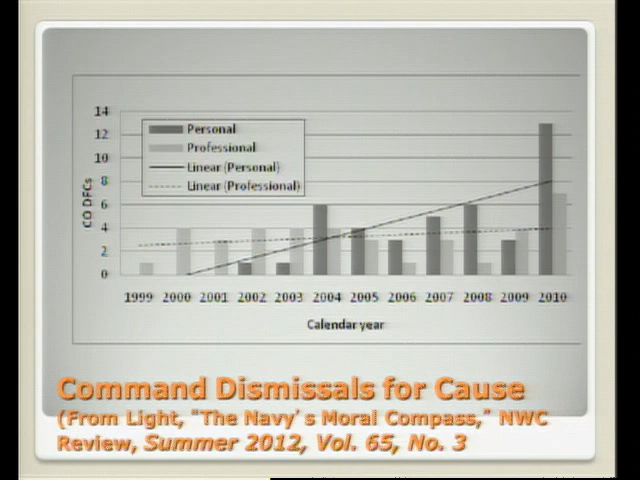 14
12
10
8
6
4
2
0
CO DFCs
Personal
Professional
Linear (Personal)
Linear (Professional)
1999 2000 2001 2002 2003 2004 2005 2006 2007 2008 2009 2010
Calendar year
Command Dismissals for Cause
(From Light, “The Navy’s Moral Compass,” NWC
Review, Summer 2012, Vol. 65, No. 3